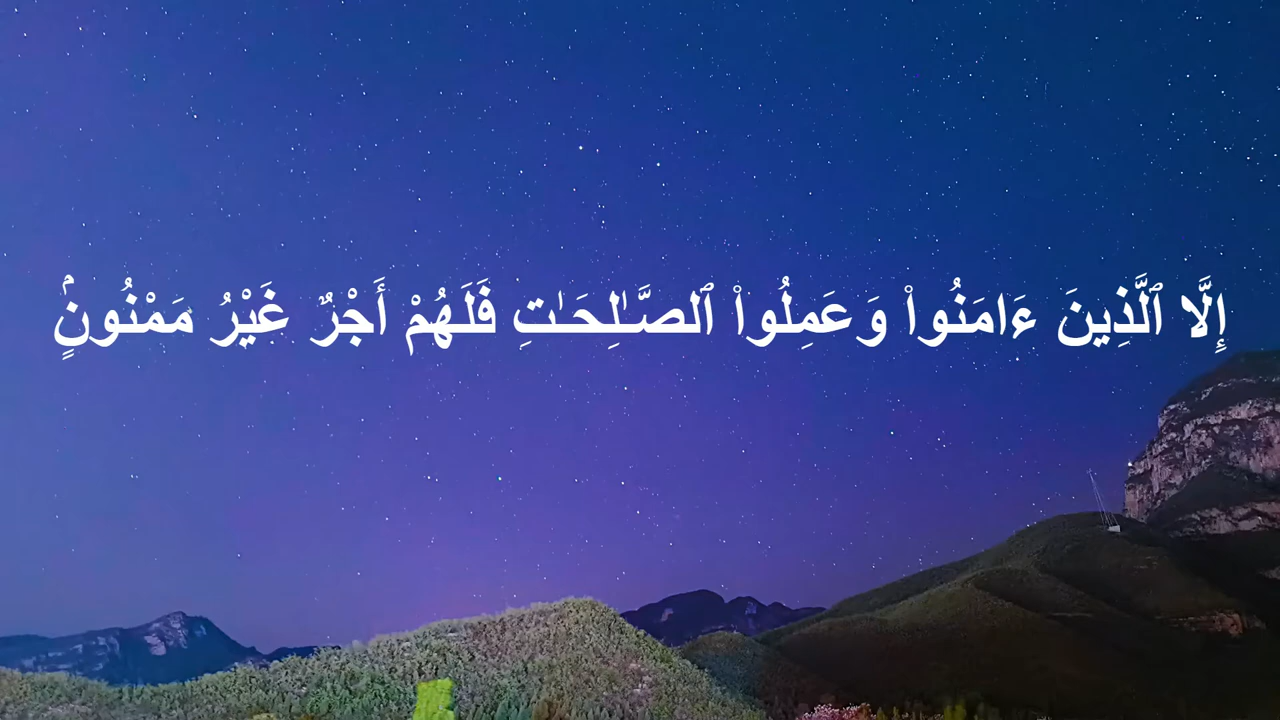 إِلَّا ٱلَّذِينَ ءَامَنُوا۟ وَعَمِلُوا۟ ٱلصَّـٰلِحَـٰتِ فَلَهُمْ أَجْرٌ غَيْرُ مَمْنُونٍۢ